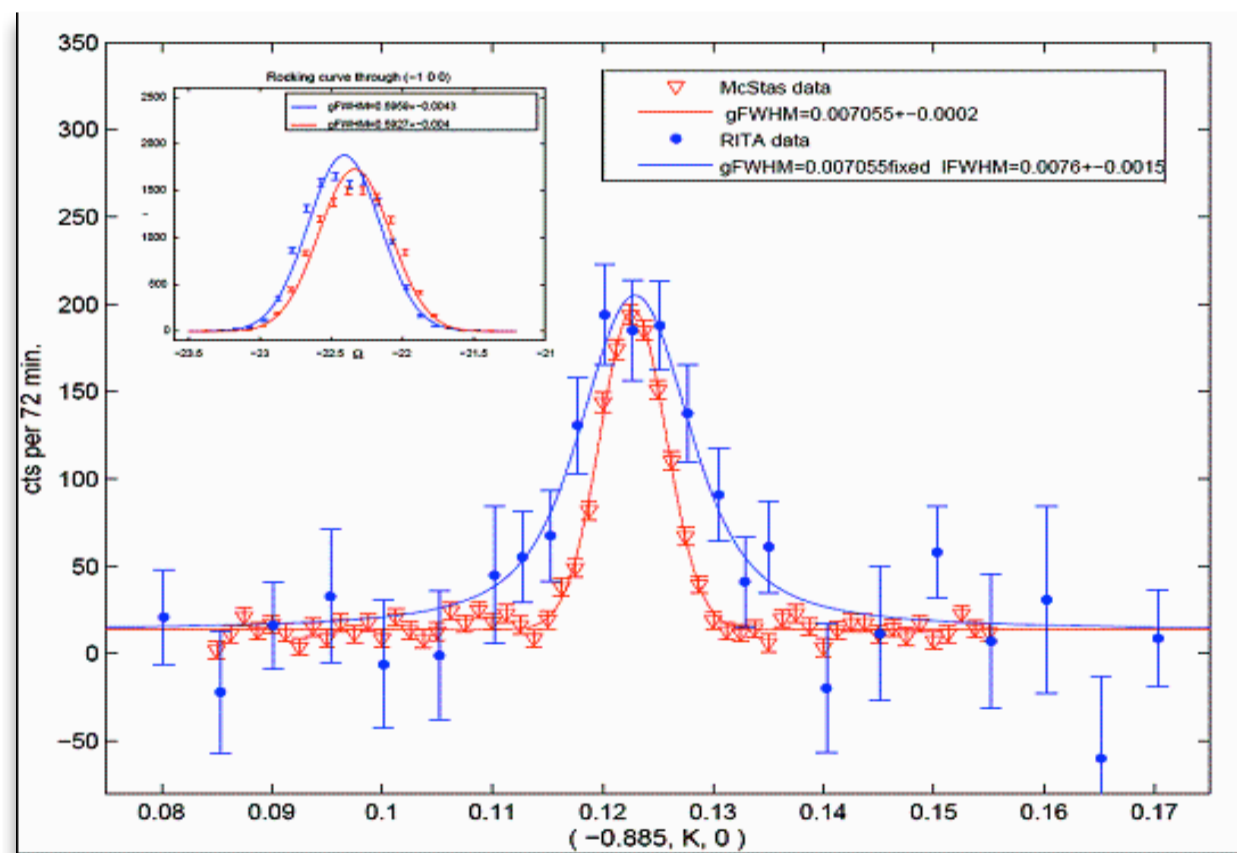 350
300
250
200
150
100
50
0
−50
cts per 72 min.
Rocking curve through (−1 0 0)
gFWHM=0.5959+−0.0043
gFWHM=0.5927+−0.004
2500
2000
1500
1000
500
0
−23.5 −23 −22.5 −22 −21.5 −21
Ω
McStas data
gFWHM=0.007055+−0.0002
RITA data
gFWHM=0.007055fixed lFWHM=0.0076+−0.0015
0.08 0.09 0.1 0.11 0.12 0.13 0.14 0.15 0.16 0.17
( −0.885, K, 0 )